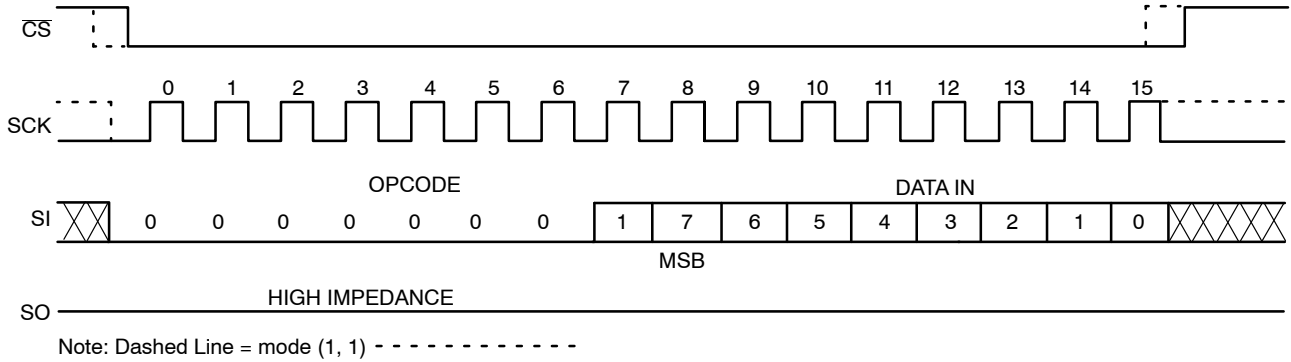 CS
0 1 2 3 4 5 6 7 8 9 10 11 12 13 14 15
SCK
OPCODE DATA IN
SI 0 0 0 0 0 0 0 1 7 6 5 4 3 2 1 0
MSB
HIGH IMPEDANCE
SO
Note: Dashed Line = mode (1, 1)